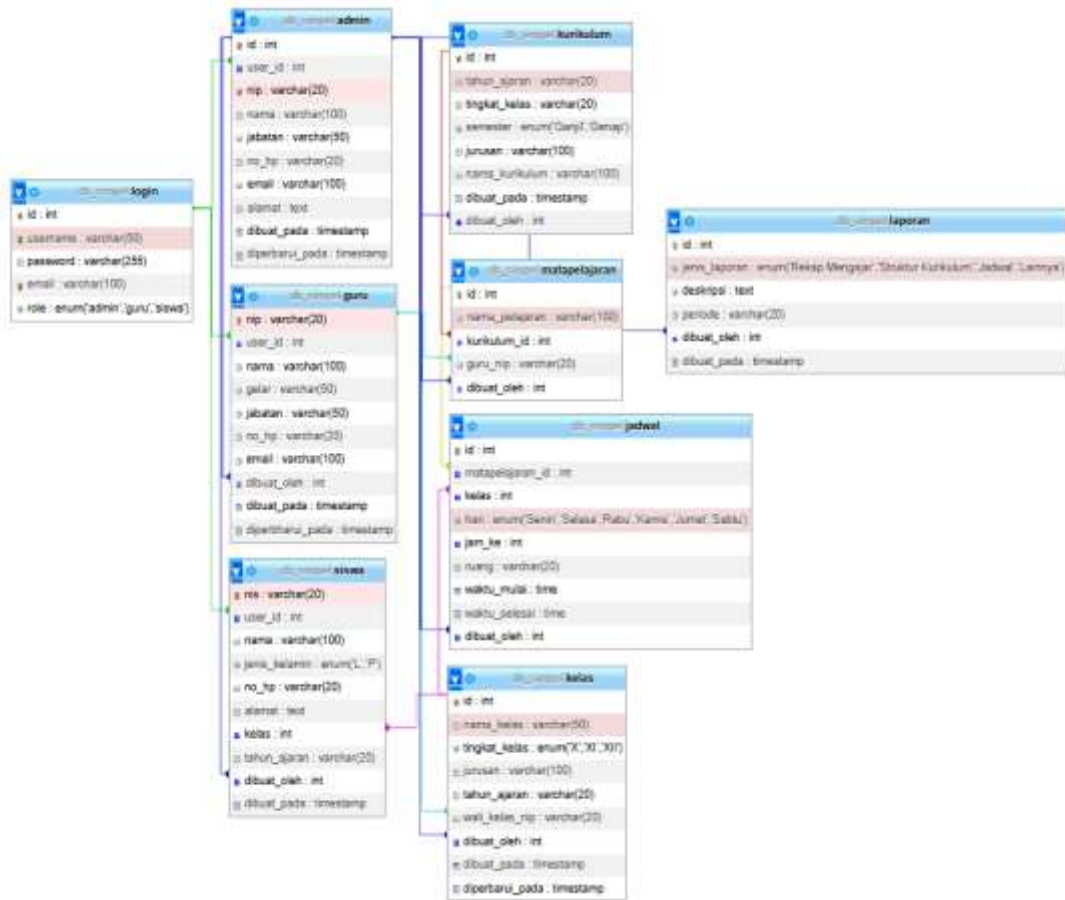 admin
id : int
user_id : int
nip : varchar(20)
nama : varchar(100)
jabatan : varchar(50)
no_hp : varchar(20)
email : varchar(100)
alamat : text
dibuat_pada : timestamp
diperbarui_pada : timestamp
kurikulum
id : int
tahun_ajaran : varchar(20)
tingkat_kelas : varchar(20)
semester : enum('Ganjil','Genap')
jurusan : varchar(100)
nama_kurikulum : varchar(100)
dibuat_pada : timestamp
dibuat_oleh : int
login
id : int
username : varchar(50)
password : varchar(255)
email : varchar(100)
role : enum('admin','guru','siswa')
laporan
id : int
jenis_laporan : enum('Rekap Mengajar','Struktur Kurikulum','Jadwal','Lainnya')
deskripsi : text
periode : varchar(20)
dibuat_oleh : int
dibuat_pada : timestamp
matapelajaran
id : int
nama_pelajaran : varchar(100)
kurikulum_id : int
guru_nip : varchar(20)
dibuat_oleh : int
guru
nip : varchar(20)
user_id : int
nama : varchar(100)
gelar : varchar(50)
jabatan : varchar(50)
no_hp : varchar(20)
email : varchar(100)
dibuat_oleh : int
dibuat_pada : timestamp
diperbarui_pada : timestamp
jadwal
id : int
matapelajaran_id : int
kelas : int
hari : enum('Senin','Selasa','Rabu','Kamis','Jumat','Sabtu')
jam_ke : int
ruang : varchar(20)
waktu_mulai : time
waktu_selesai : time
dibuat_oleh : int
siswa
nis : varchar(20)
user_id : int
nama : varchar(100)
jenis_kelamin : enum('L','P')
no_hp : varchar(20)
alamat : text
kelas : int
tahun_ajaran : varchar(20)
dibuat_oleh : int
dibuat_pada : timestamp
kelas
id : int
nama_kelas : varchar(50)
tingkat_kelas : enum('X','XI','XII')
jurusan : varchar(100)
tahun_ajaran : varchar(20)
wali_kelas_nip : varchar(20)
dibuat_oleh : int
dibuat_pada : timestamp
diperbarui_pada : timestamp